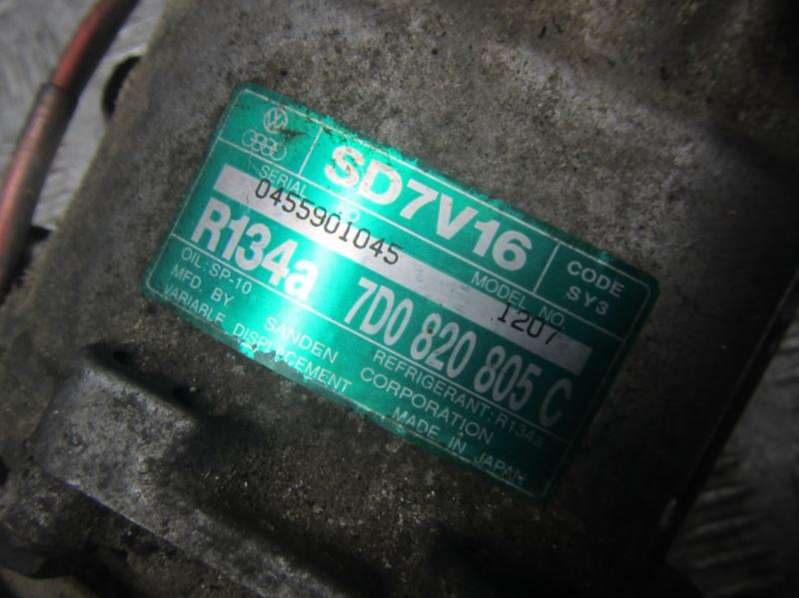 SD7V16
CODE
SY3
SERIAL
MODEL NO.
0455901045
1207
R134a
7D0 820 805 C
OIL: SP-10
REFRIGERANT: R134a
MFD. BY SANDEN CORPORATION
VARIABLE DISPLACEMENT
MADE IN JAPAN